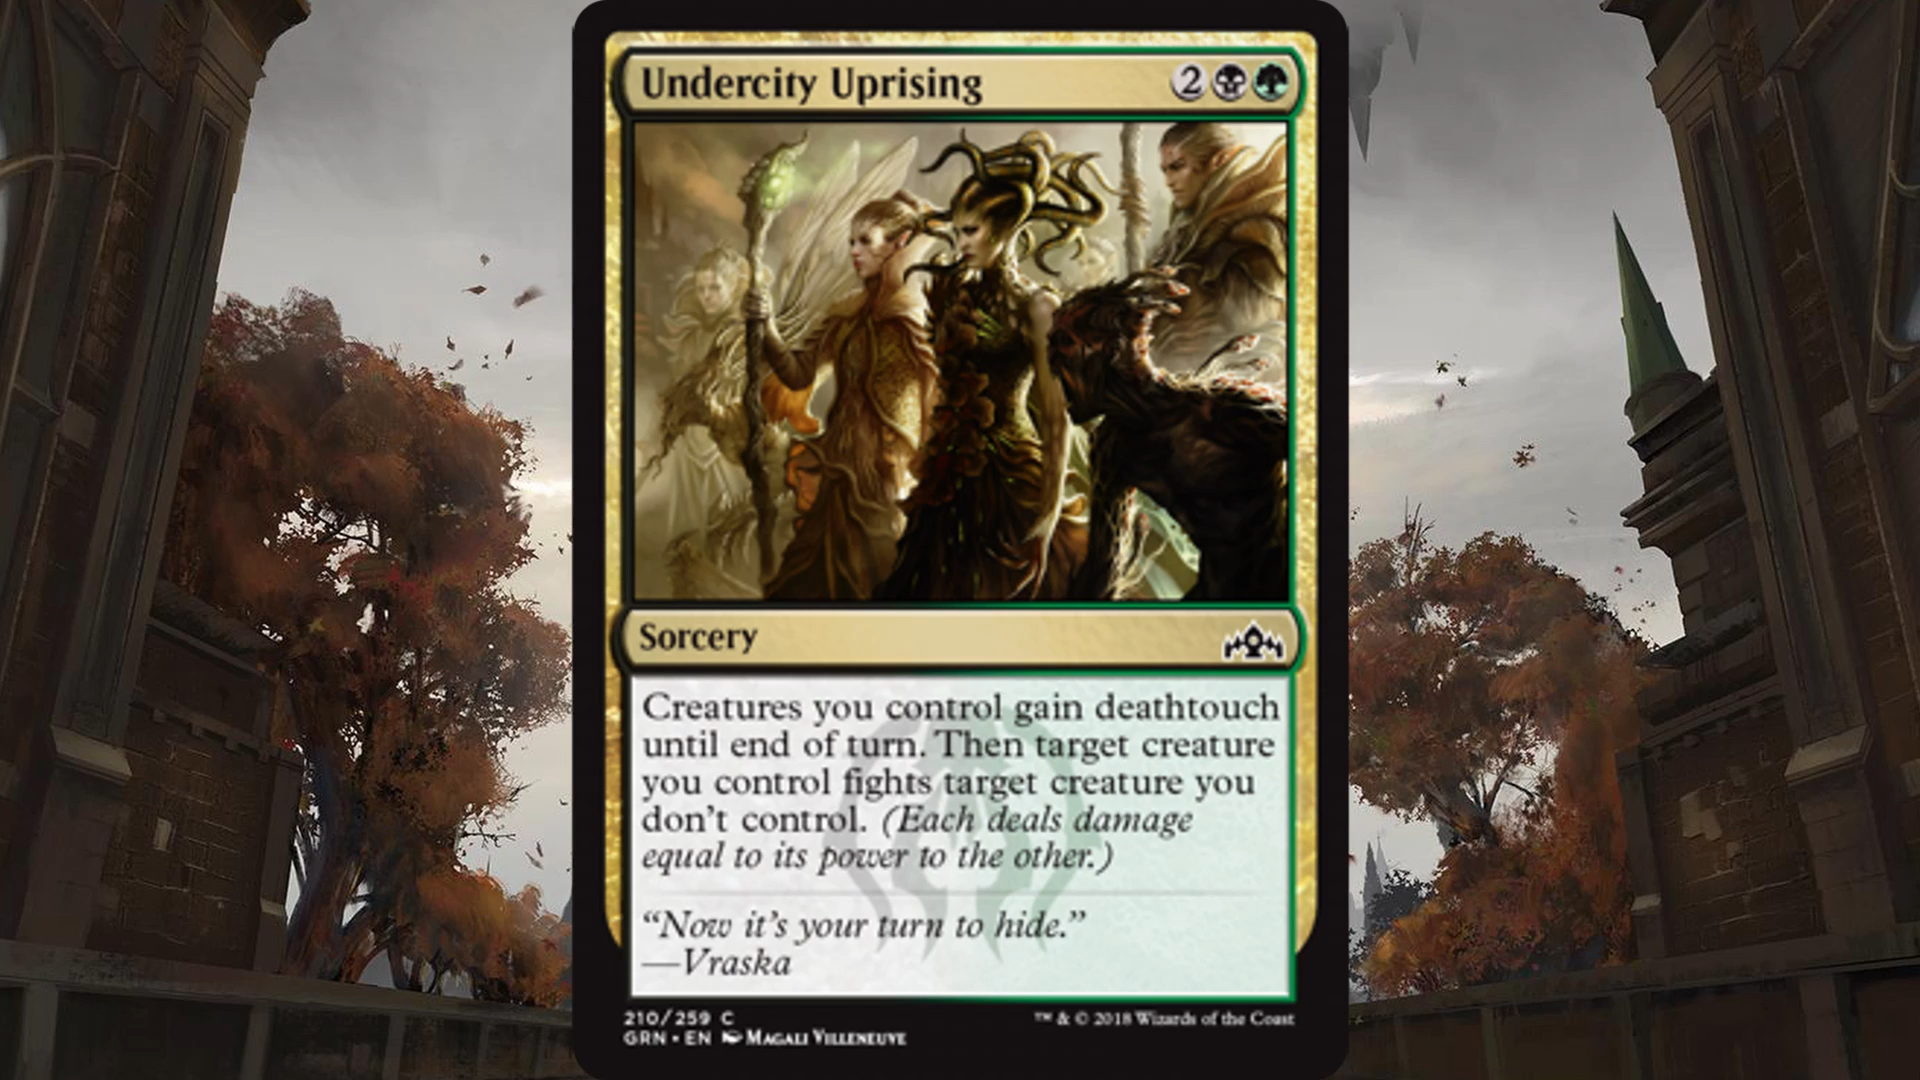 Undercity Uprising 2
Sorcery
Creatures you control gain deathtouch
until end of turn. Then target creature
you control fights target creature you
don't control. (Each deals damage
equal to its power to the other.)
“Now it's your turn to hide.”
—Vraska
210/259 C
™ & © 2018 Wizards of the Coast
GRN • EN Magali Villeneuve